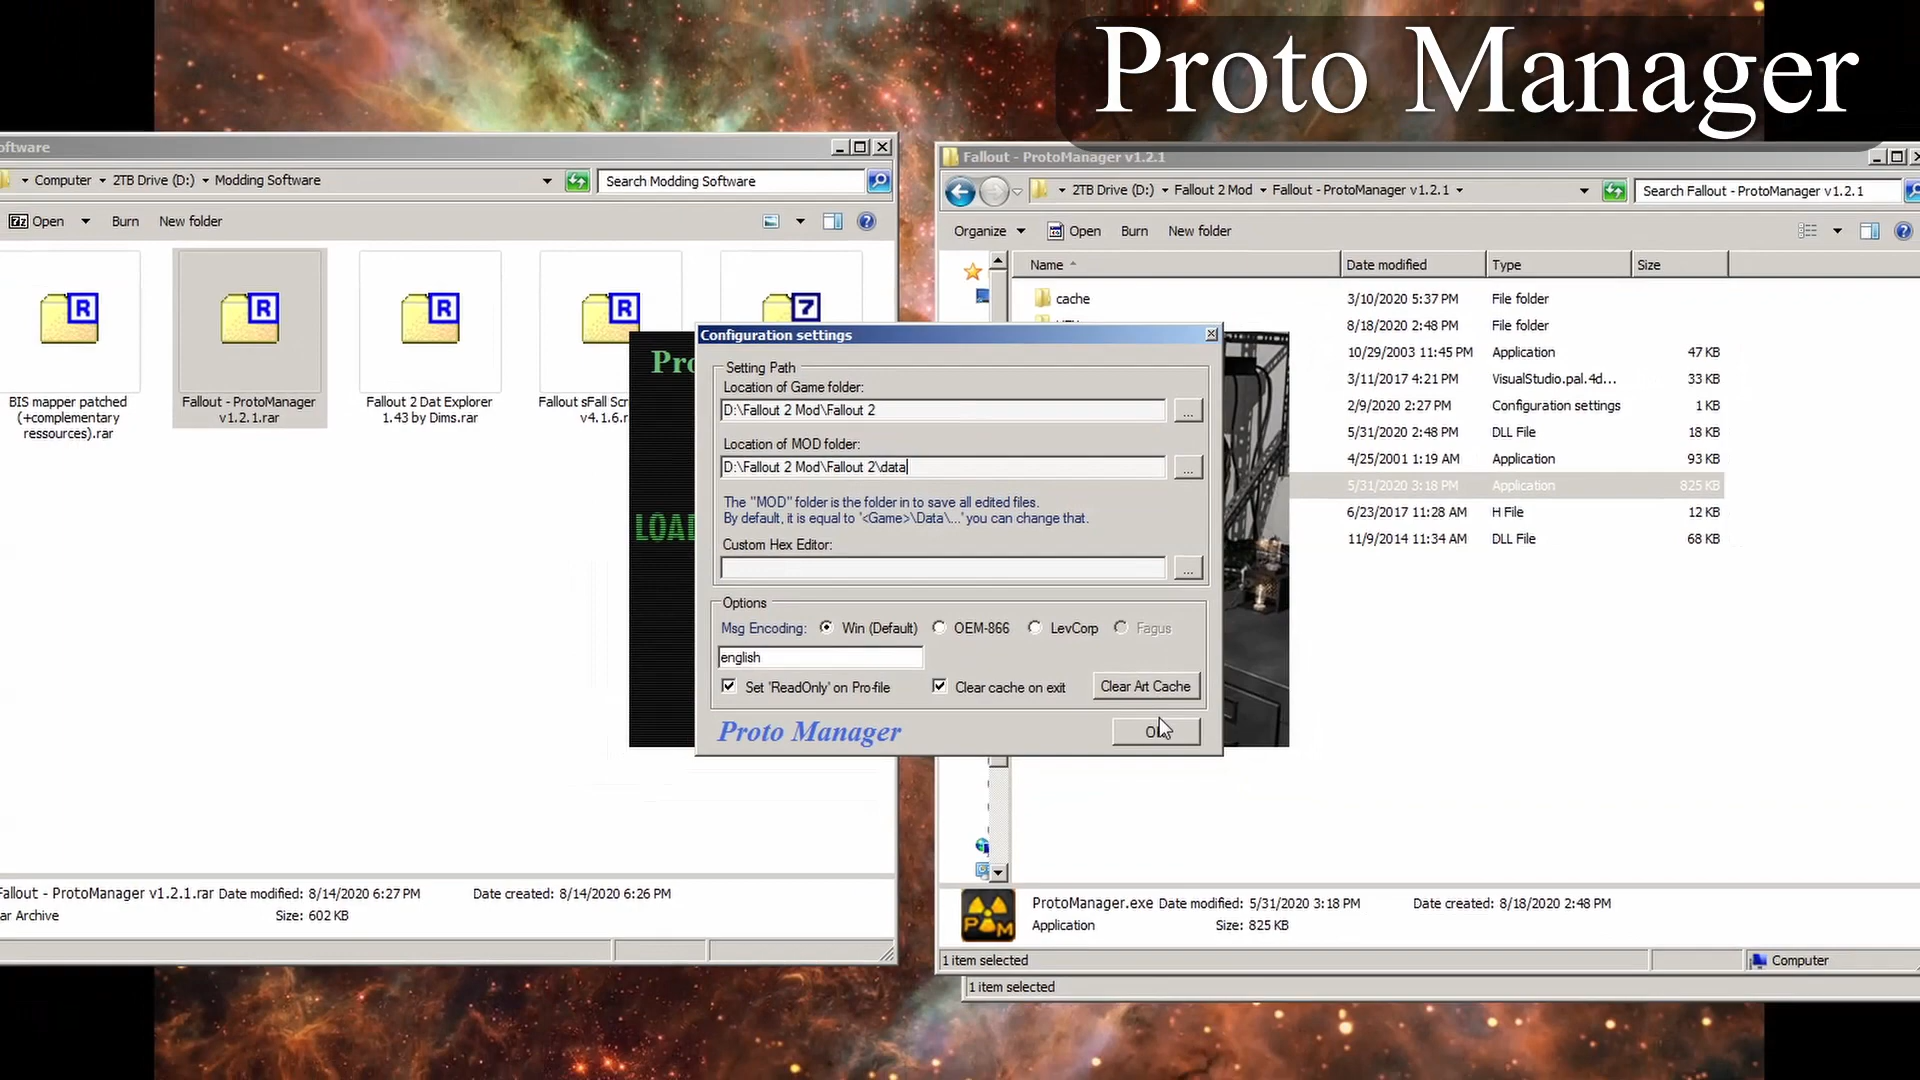 Proto Manager
oftware
Computer 2TB Drive (D:) Modding Software
Search Modding Software
Open Burn New folder
BIS mapper patched
(+complementary
ressources).rar
Fallout - ProtoManager
v1.2.1.rar
Fallout 2 Dat Explorer
1.43 by Dims.rar
Fallout sFall Scr
v4.1.6.r
Fallout - ProtoManager v1.2.1.rar Date modified: 8/14/2020 6:27 PM Date created: 8/14/2020 6:26 PM
ar Archive Size: 602 KB
Fallout - ProtoManager v1.2.1
2TB Drive (D:) Fallout 2 Mod Fallout - ProtoManager v1.2.1
Search Fallout - ProtoManager v1.2.1
Organize Open Burn New folder
Name Date modified Type Size
cache 3/10/2020 5:37 PM File folder
8/18/2020 2:48 PM File folder
10/29/2003 11:45 PM Application 47 KB
3/11/2017 4:21 PM VisualStudio.pal.4d... 33 KB
2/9/2020 2:27 PM Configuration settings 1 KB
5/31/2020 2:48 PM DLL File 18 KB
4/25/2001 1:19 AM Application 93 KB
5/31/2020 3:18 PM Application 825 KB
6/23/2017 11:28 AM H File 12 KB
11/9/2014 11:34 AM DLL File 68 KB
Pro
LOAD
Configuration settings
Setting Path
Location of Game folder:
D:\Fallout 2 Mod\Fallout 2
...
Location of MOD folder:
D:\Fallout 2 Mod\Fallout 2\data
...
The "MOD" folder is the folder in to save all edited files.
By default, it is equal to '<Game>\Data\...' you can change that.
Custom Hex Editor:
...
Options
Msg Encoding: Win (Default) OEM-866 LevCorp Fagus
english
Set 'ReadOnly' on Pro-file Clear cache on exit Clear Art Cache
Proto Manager
ProtoManager.exe Date modified: 5/31/2020 3:18 PM Date created: 8/18/2020 2:48 PM
Application Size: 825 KB
1 item selected Computer
1 item selected